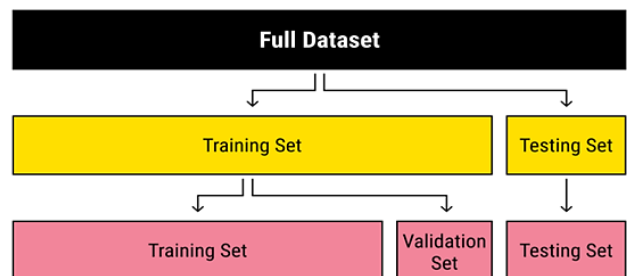 Full Dataset
Training Set
Testing Set
Training Set
Validation
Set
Testing Set